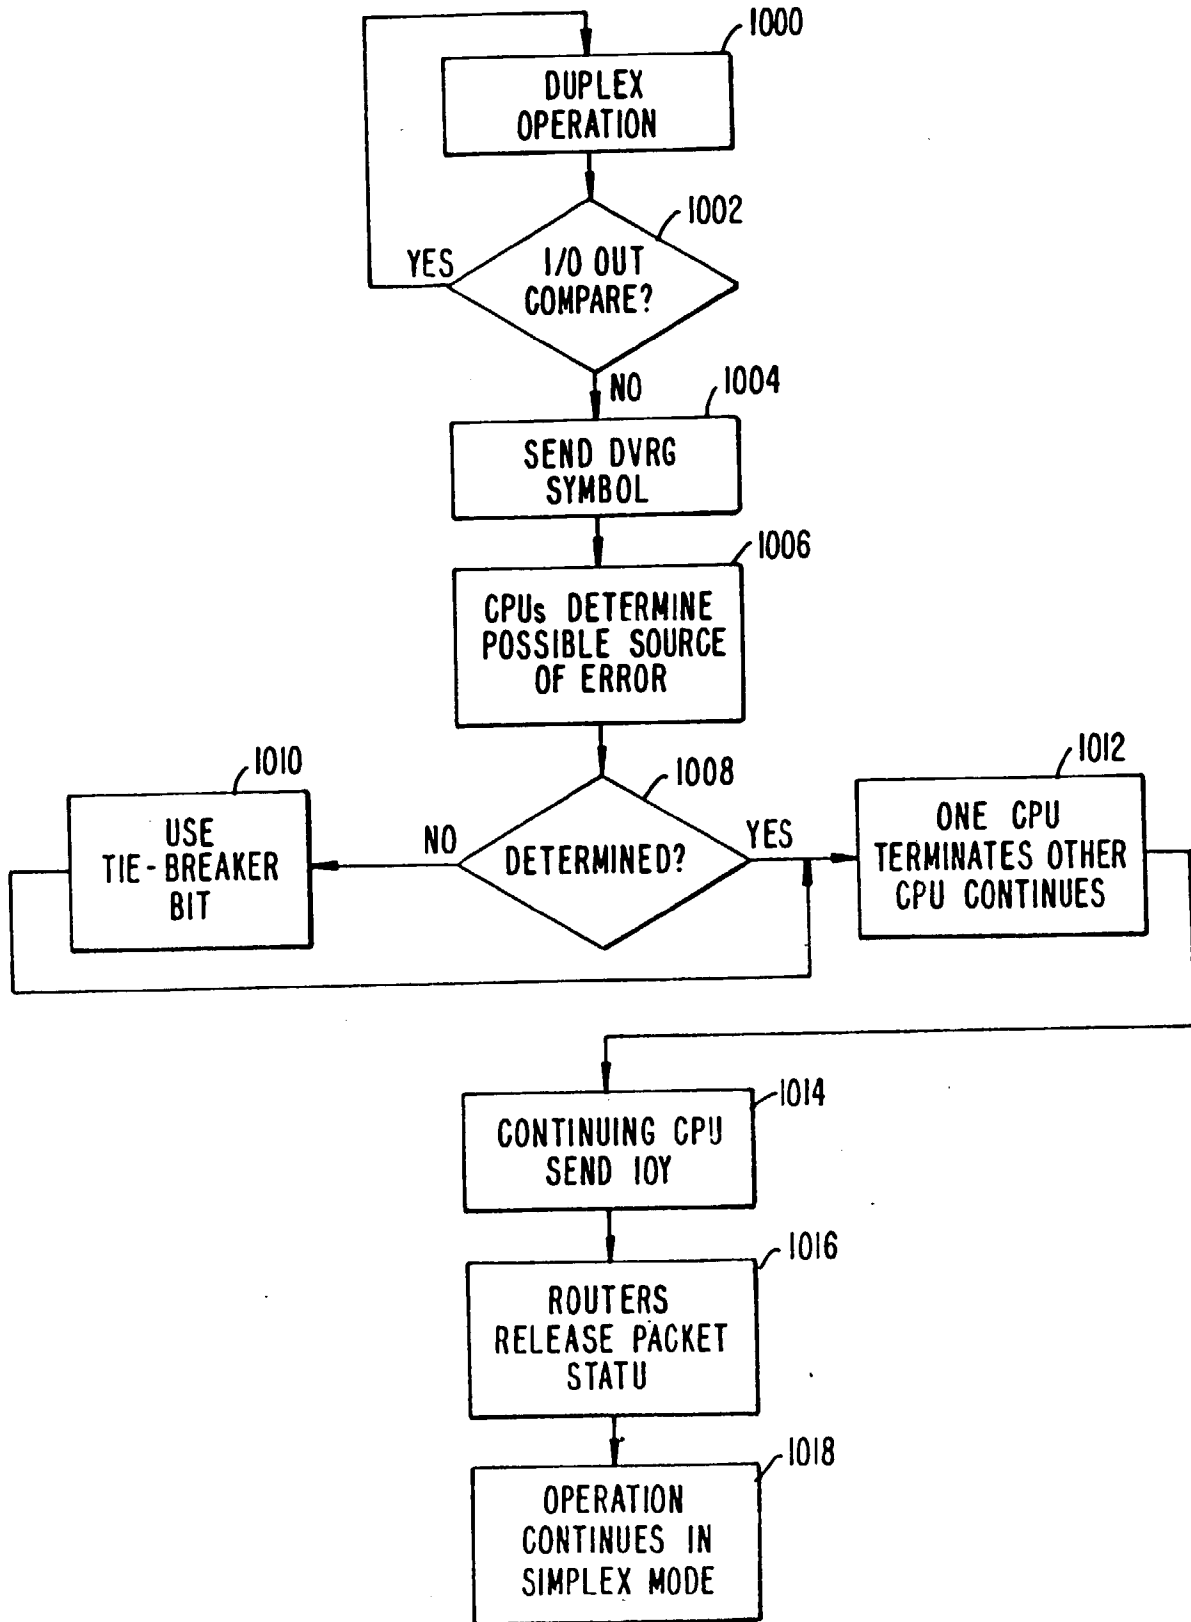 1000
DUPLEX
OPERATION
1002
YES
I/O OUT
COMPARE?
NO
1004
SEND DVRG
SYMBOL
1006
CPUs DETERMINE
POSSIBLE SOURCE
OF ERROR
1010
USE
TIE-BREAKER
BIT
1008
NO
DETERMINED?
YES
1012
ONE CPU
TERMINATES OTHER
CPU CONTINUES
1014
CONTINUING CPU
SEND IOY
1016
ROUTERS
RELEASE PACKET
STATU
1018
OPERATION
CONTINUES IN
SIMPLEX MODE